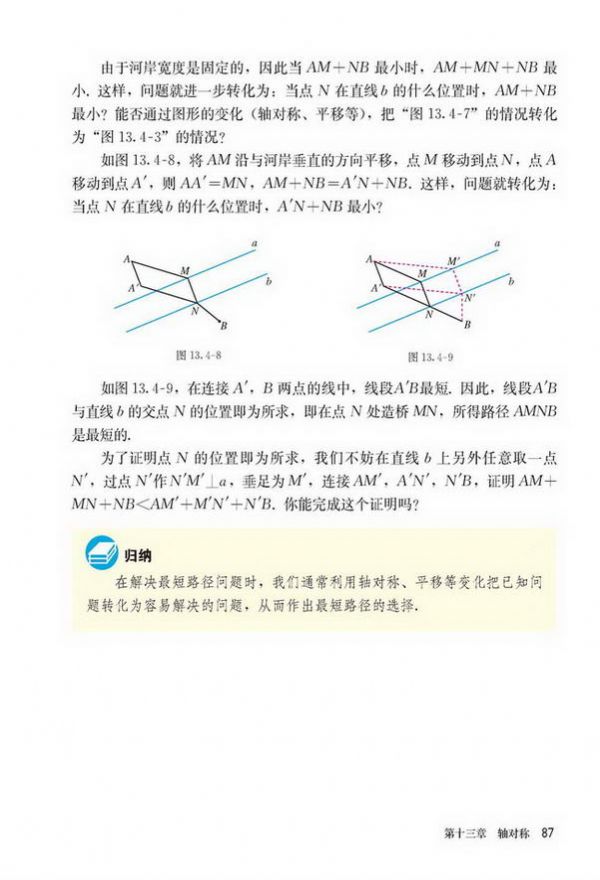 由于河岸宽度是固定的，因此当 AM+NB 最小时，AM+MN+NB 最
小．这样，问题就进一步转化为：当点 N 在直线 b 的什么位置时，AM+NB
最小？能否通过图形的变化（轴对称、平移等），把“图 13.4-7”的情况转化
为“图 13.4-3”的情况？
如图 13.4-8，将 AM 沿与河岸垂直的方向平移，点 M 移动到点 N，点 A
移动到点 A′，则 AA′=MN，AM+NB=A′N+NB．这样，问题就转化为：
当点 N 在直线 b 的什么位置时，A′N+NB 最小？
a
A
M
A′
b
N
B
图 13.4-8
a
A
M′
M
A′
b
N′
N
B
图 13.4-9
如图 13.4-9，在连接 A′，B 两点的线中，线段 A′B 最短．因此，线段 A′B
与直线 b 的交点 N 的位置即为所求，即在点 N 处造桥 MN，所得路径 AMNB
是最短的．
为了证明点 N 的位置即为所求，我们不妨在直线 b 上另外任意取一点
N′，过点 N′作 N′M′⊥a，垂足为 M′，连接 AM′，A′N′，N′B，证明 AM+
MN+NB<AM′+M′N′+N′B．你能完成这个证明吗？
归纳
在解决最短路径问题时，我们通常利用轴对称、平移等变化把已知问
题转化为容易解决的问题，从而作出最短路径的选择．
第十三章 轴对称 87